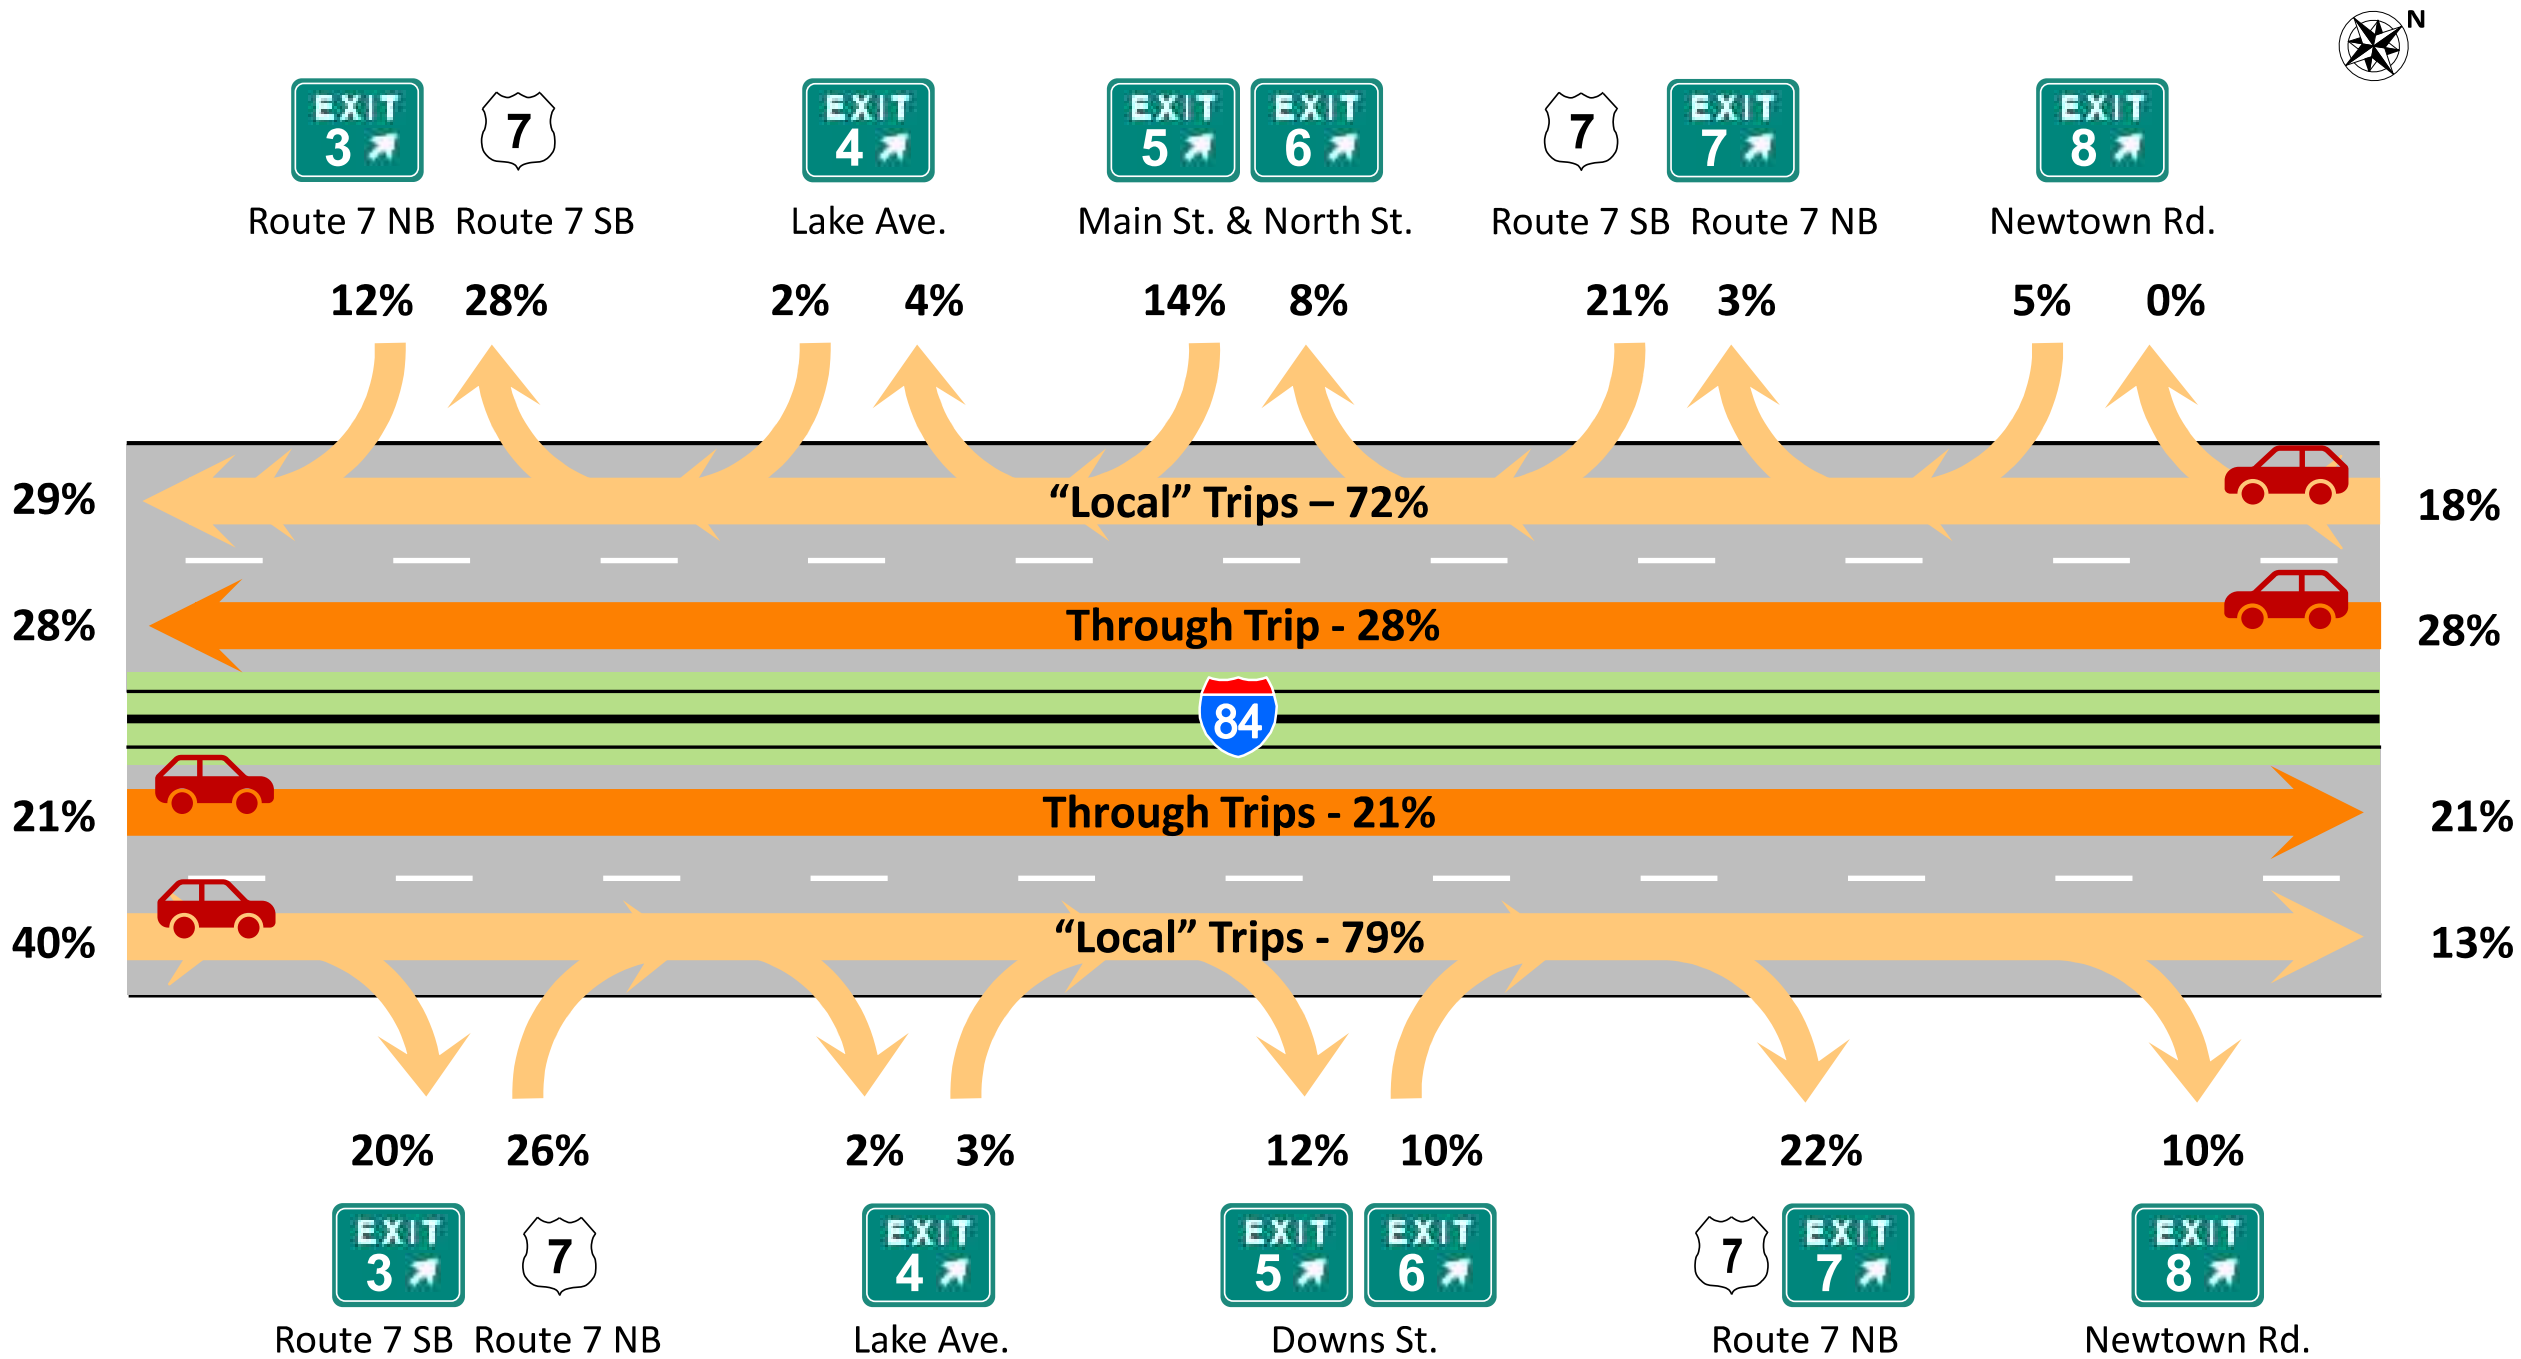 N
EXIT 3
7
EXIT 4
EXIT 5
EXIT 6
7
EXIT 7
EXIT 8
Route 7 NB Route 7 SB
Lake Ave.
Main St. & North St.
Route 7 SB Route 7 NB
Newtown Rd.
12% 28% 2% 4% 14% 8% 21% 3% 5% 0%
29% “Local” Trips – 72% 18%
28% Through Trip - 28% 28%
84
21% Through Trips - 21% 21%
40% “Local” Trips - 79% 13%
20% 26% 2% 3% 12% 10% 22% 10%
EXIT 3
7
EXIT 4
EXIT 5
EXIT 6
7
EXIT 7
EXIT 8
Route 7 SB Route 7 NB
Lake Ave.
Downs St.
Route 7 NB
Newtown Rd.